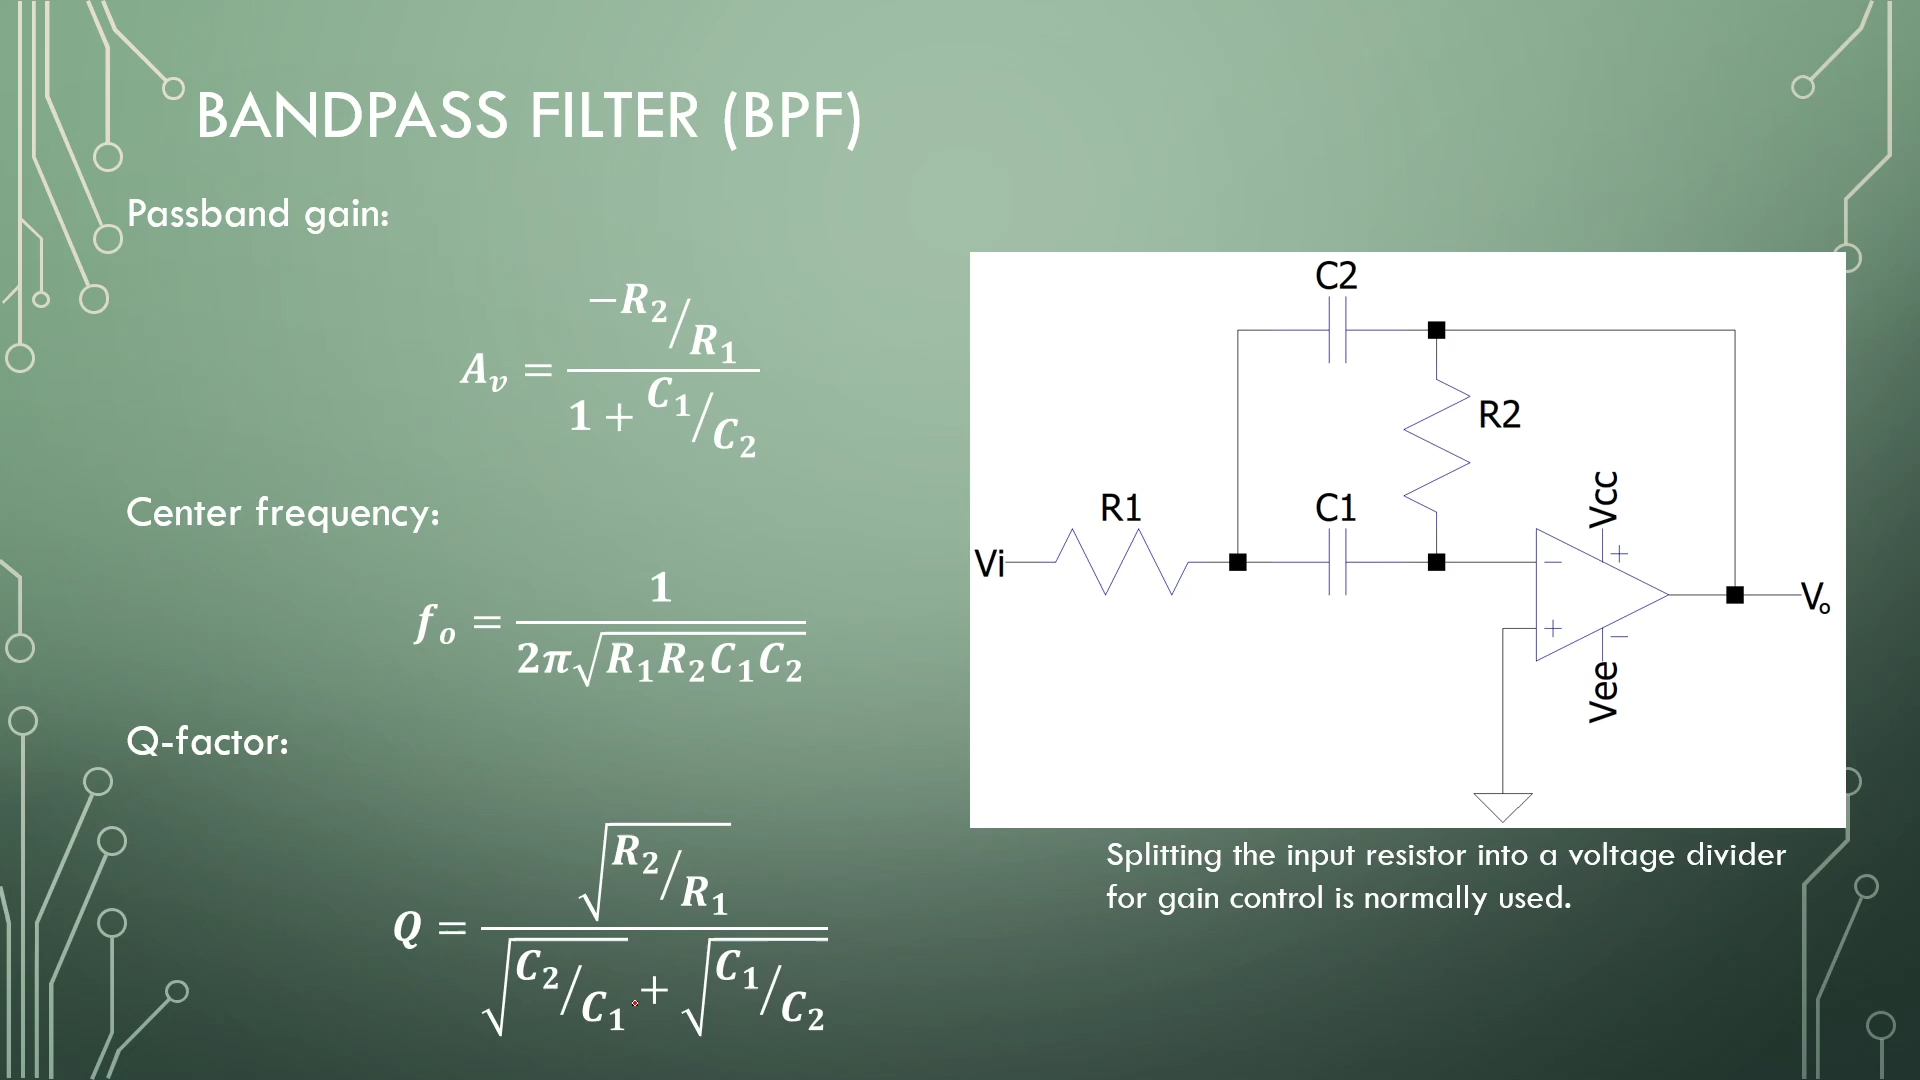 BANDPASS FILTER (BPF)
Passband gain:
A_v = (−R_2/R_1) / (1 + C_1/C_2)
Center frequency:
f_o = 1 / (2π√(R_1R_2C_1C_2))
Q-factor:
Q = √(R_2/R_1) / (√(C_2/C_1) + √(C_1/C_2))
C2
R2
R1
C1
Vcc
Vi
− +
V_o
+ −
Vee
Splitting the input resistor into a voltage divider
for gain control is normally used.